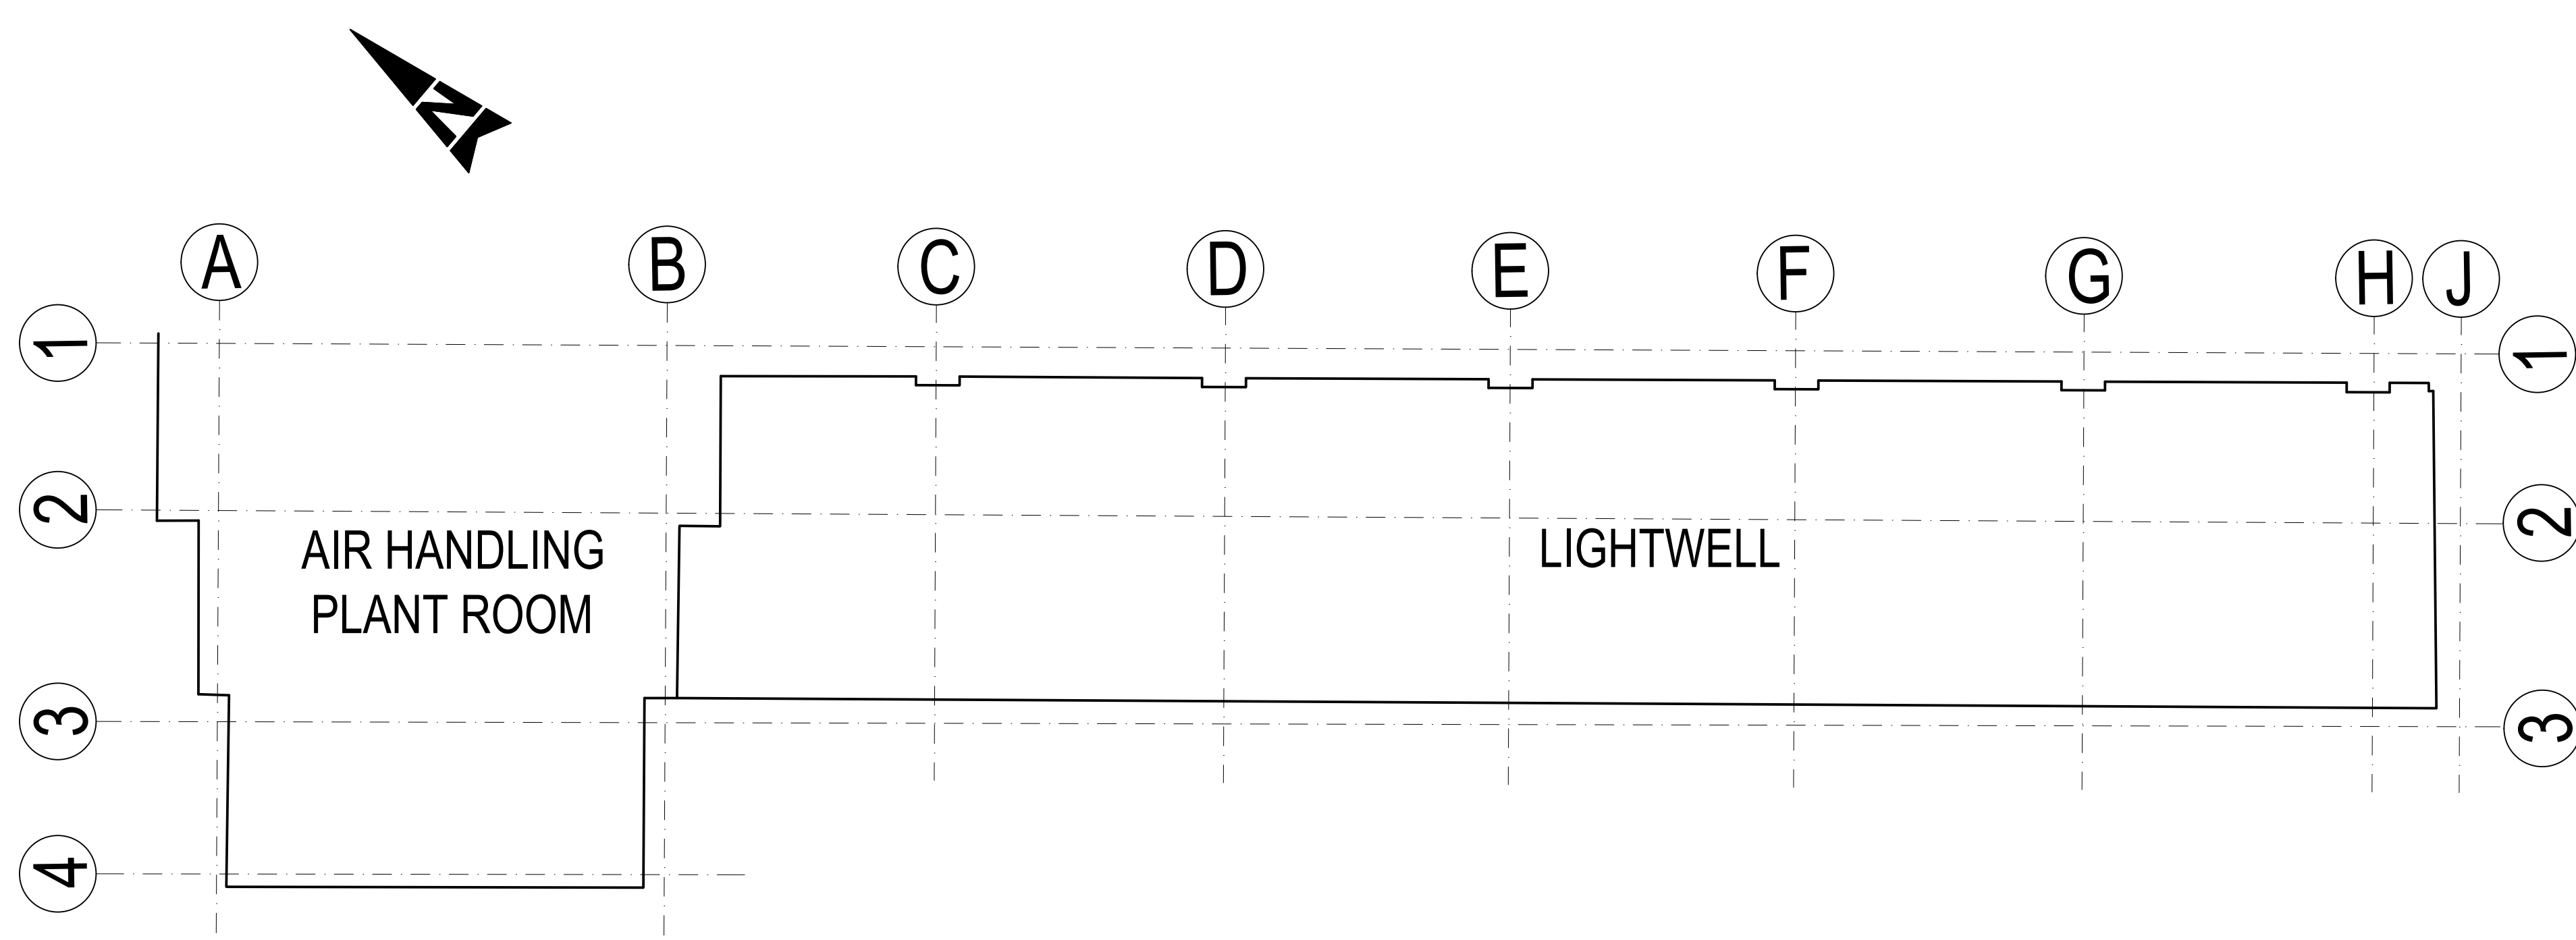 N
A B C D E F G H J
1 1
2 2
AIR HANDLING
PLANT ROOM
LIGHTWELL
3 3
4